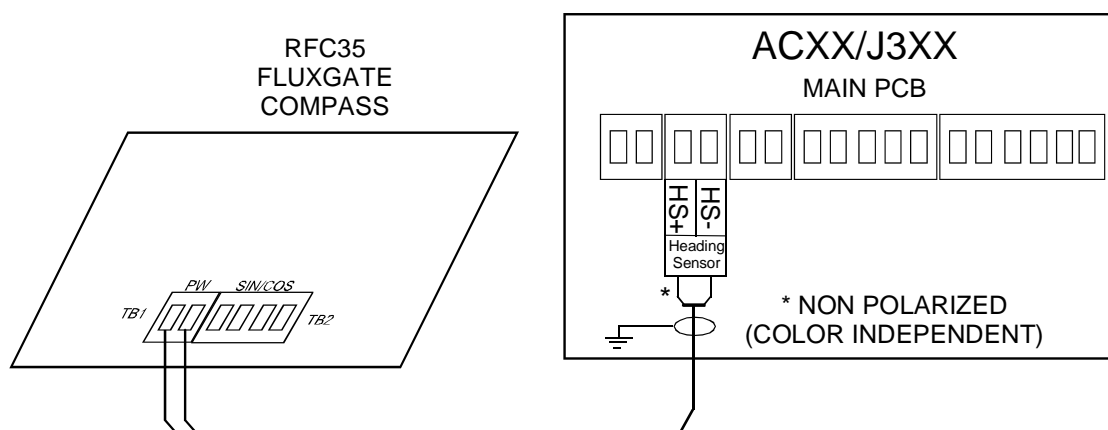 RFC35
FLUXGATE
COMPASS
PW
SIN/COS
TB1
TB2
ACXX/J3XX
MAIN PCB
HS+
HS-
Heading
Sensor
*
* NON POLARIZED
(COLOR INDEPENDENT)